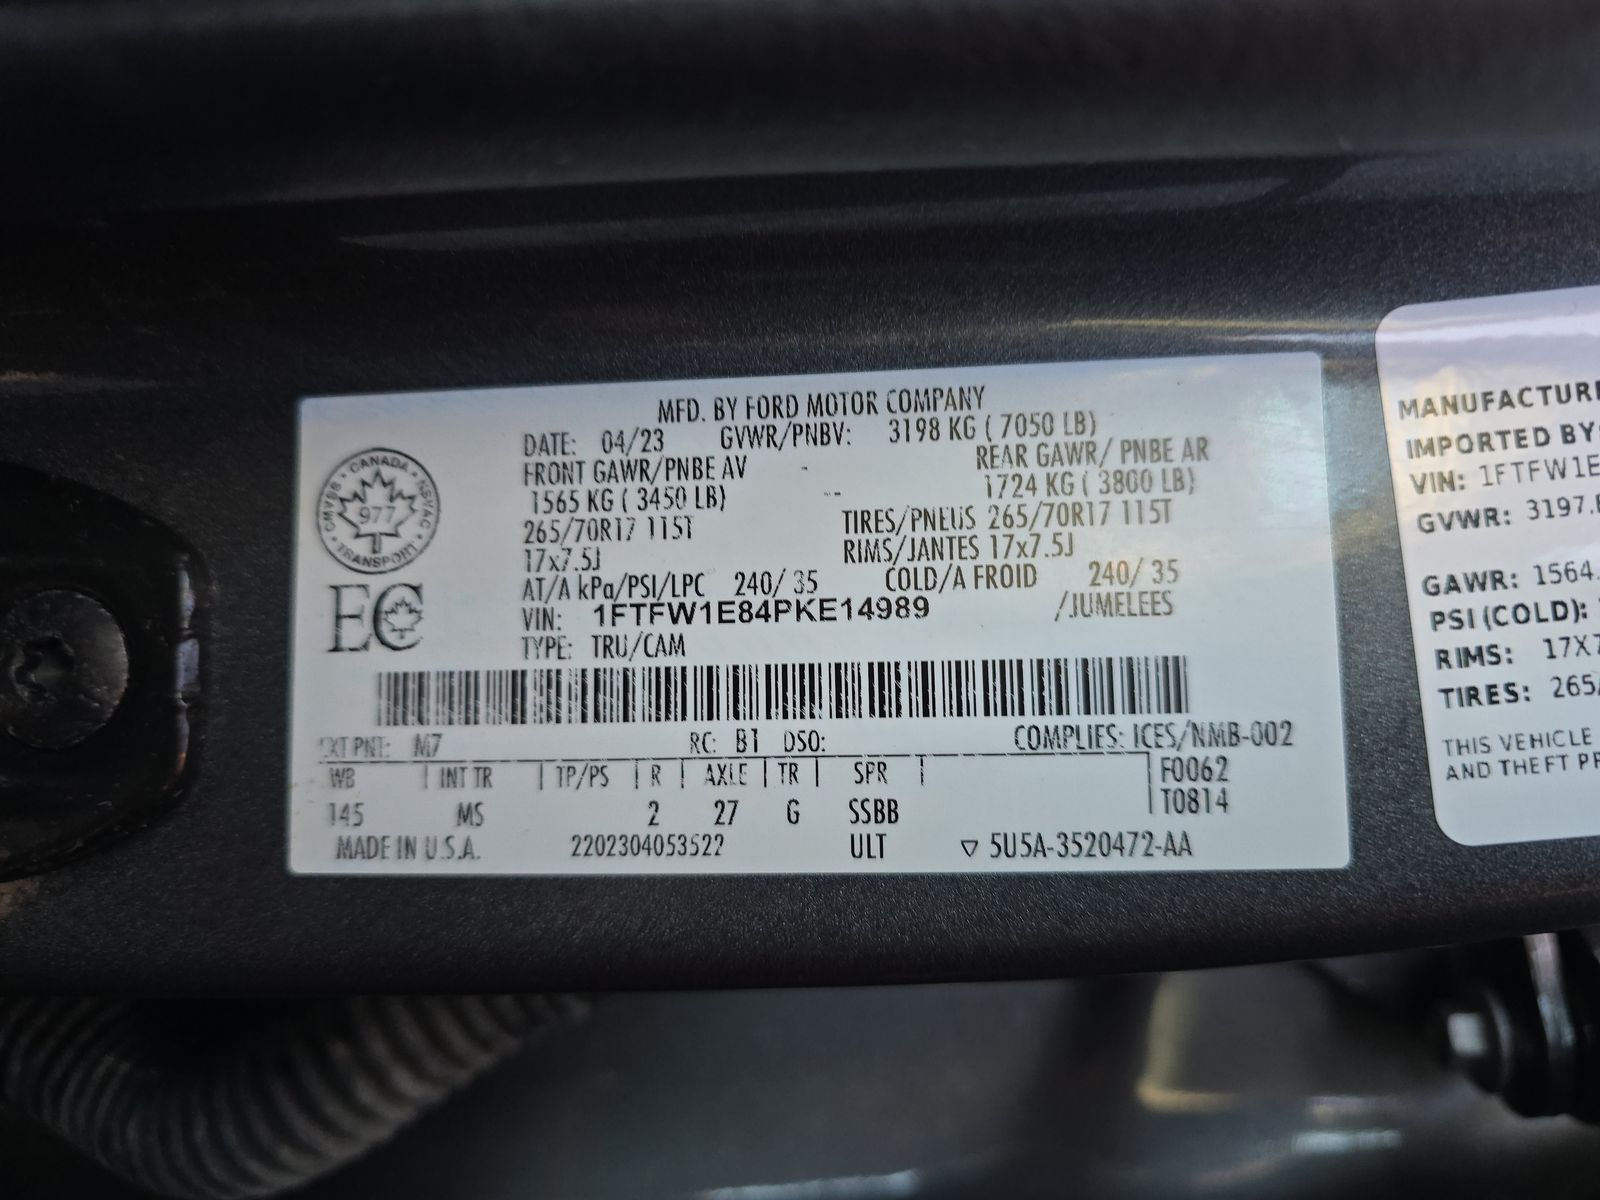 MFD. BY FORD MOTOR COMPANY
DATE: 04/23 GVWR/PNBV: 3198 KG ( 7050 LB)
FRONT GAWR/PNBE AV REAR GAWR/ PNBE AR
1565 KG ( 3450 LB) 1724 KG ( 3800 LB)
265/70R17 115T TIRES/PNEUS 265/70R17 115T
17x7.5J RIMS/JANTES 17x7.5J
AT/A kPa/PSI/LPC 240/ 35 COLD/A FROID 240/ 35
VIN: 1FTFW1E84PKE14989 /JUMELEES
TYPE: TRU/CAM
CANADA
CMVSS NSVAC
977
TRANSPORT
EC
EXT PNT: M7 RC: B1 DSO: COMPLIES: ICES/NMB-002
WB | INT TR | TP/PS | R | AXLE | TR | SPR | F0062
145 MS 2 27 G SSBB | T0814
MADE IN U.S.A. 2202304053522 ULT ▽ 5U5A-3520472-AA
MANUFACTUR
IMPORTED BY:
VIN: 1FTFW1E
GVWR: 3197.
GAWR: 1564.
PSI (COLD):
RIMS: 17X7
TIRES: 265/
THIS VEHICLE
AND THEFT PR